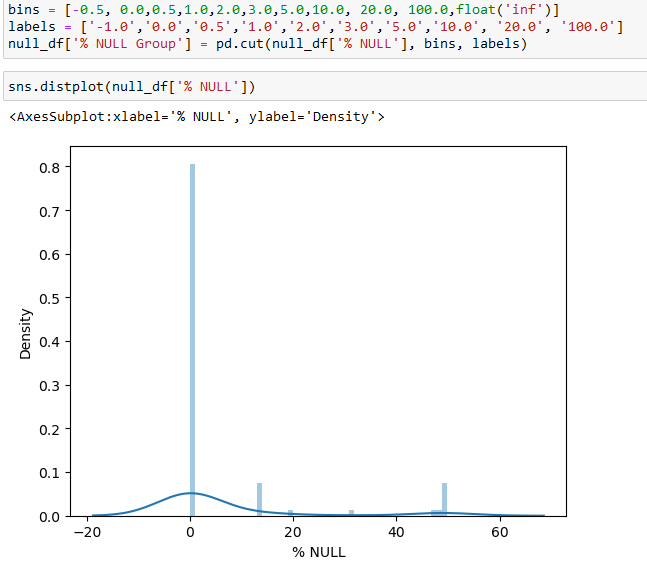 bins = [-0.5, 0.0,0.5,1.0,2.0,3.0,5.0,10.0, 20.0, 100.0,float('inf')]
labels = ['-1.0','0.0','0.5','1.0','2.0','3.0','5.0','10.0', '20.0', '100.0']
null_df['% NULL Group'] = pd.cut(null_df['% NULL'], bins, labels)
sns.distplot(null_df['% NULL'])
<AxesSubplot:xlabel='% NULL', ylabel='Density'>
0.8
0.7
0.6
0.5
0.4
0.3
0.2
0.1
0.0
Density
−20 0 20 40 60
% NULL